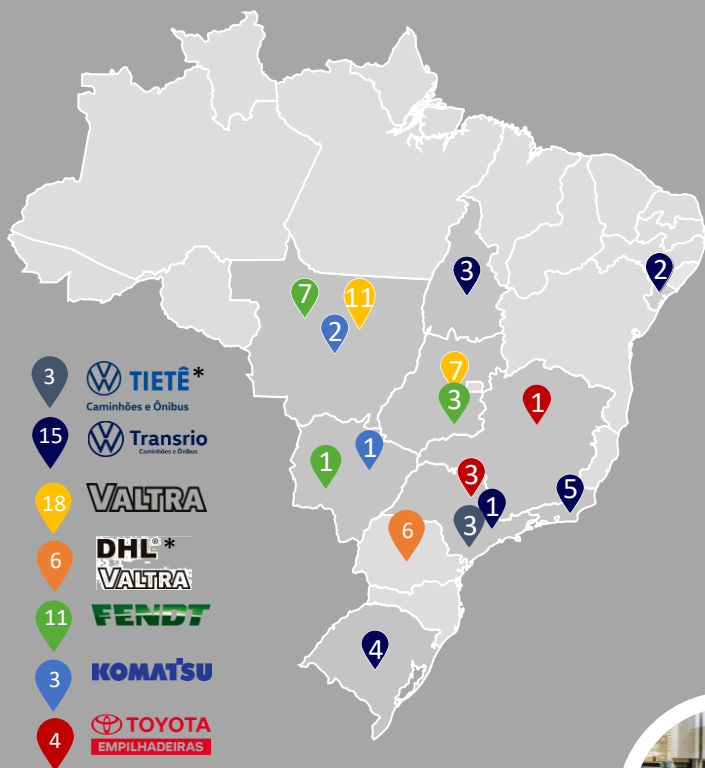 3
2
7
11
2
7
3
1
1
1
3
1
5
3
6
4
3
TIETÊ*
Caminhões e Ônibus
15
Transrio
Caminhões e Ônibus
18
VALTRA
6
DHL® *
VALTRA
11
FENDT
3
KOMATSU
4
TOYOTA
EMPILHADEIRAS